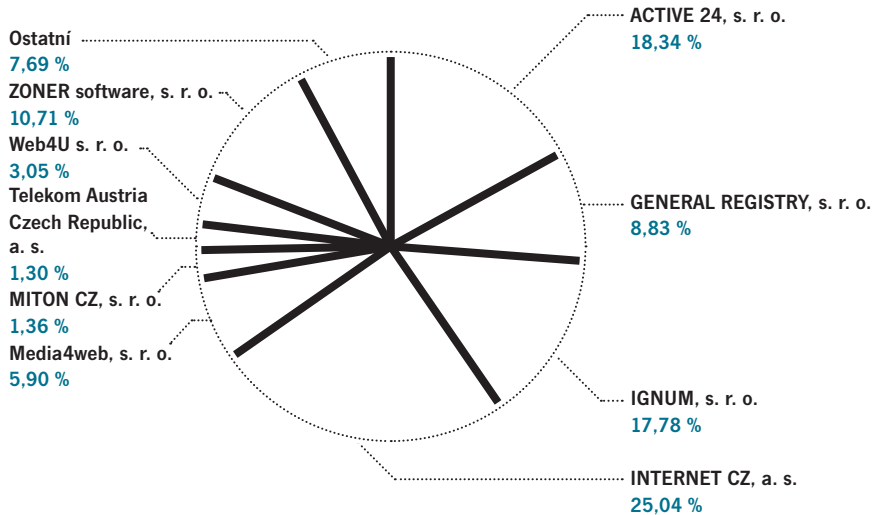 Ostatní
7,69 %
ZONER software, s. r. o.
10,71 %
Web4U s. r. o.
3,05 %
Telekom Austria
Czech Republic,
a. s.
1,30 %
MITON CZ, s. r. o.
1,36 %
Media4web, s. r. o.
5,90 %
ACTIVE 24, s. r. o.
18,34 %
GENERAL REGISTRY, s. r. o.
8,83 %
IGNUM, s. r. o.
17,78 %
INTERNET CZ, a. s.
25,04 %